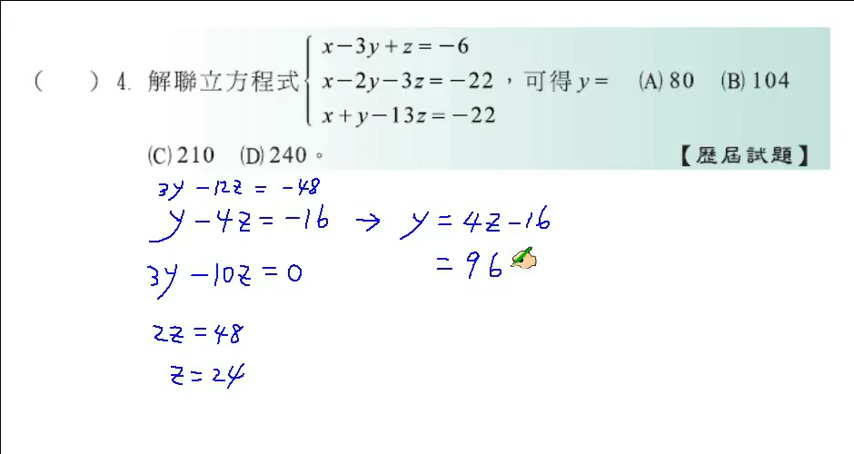 (　　) 4. 解聯立方程式 { x－3y＋z＝－6
x－2y－3z＝－22 ，可得 y＝ (A) 80 (B) 104
x＋y－13z＝－22
(C) 210 (D) 240。 【歷屆試題】
3y －12z ＝ －48
y－4z＝－16 → y＝4z－16
3y －10z＝0 ＝96
2z＝48
z＝24